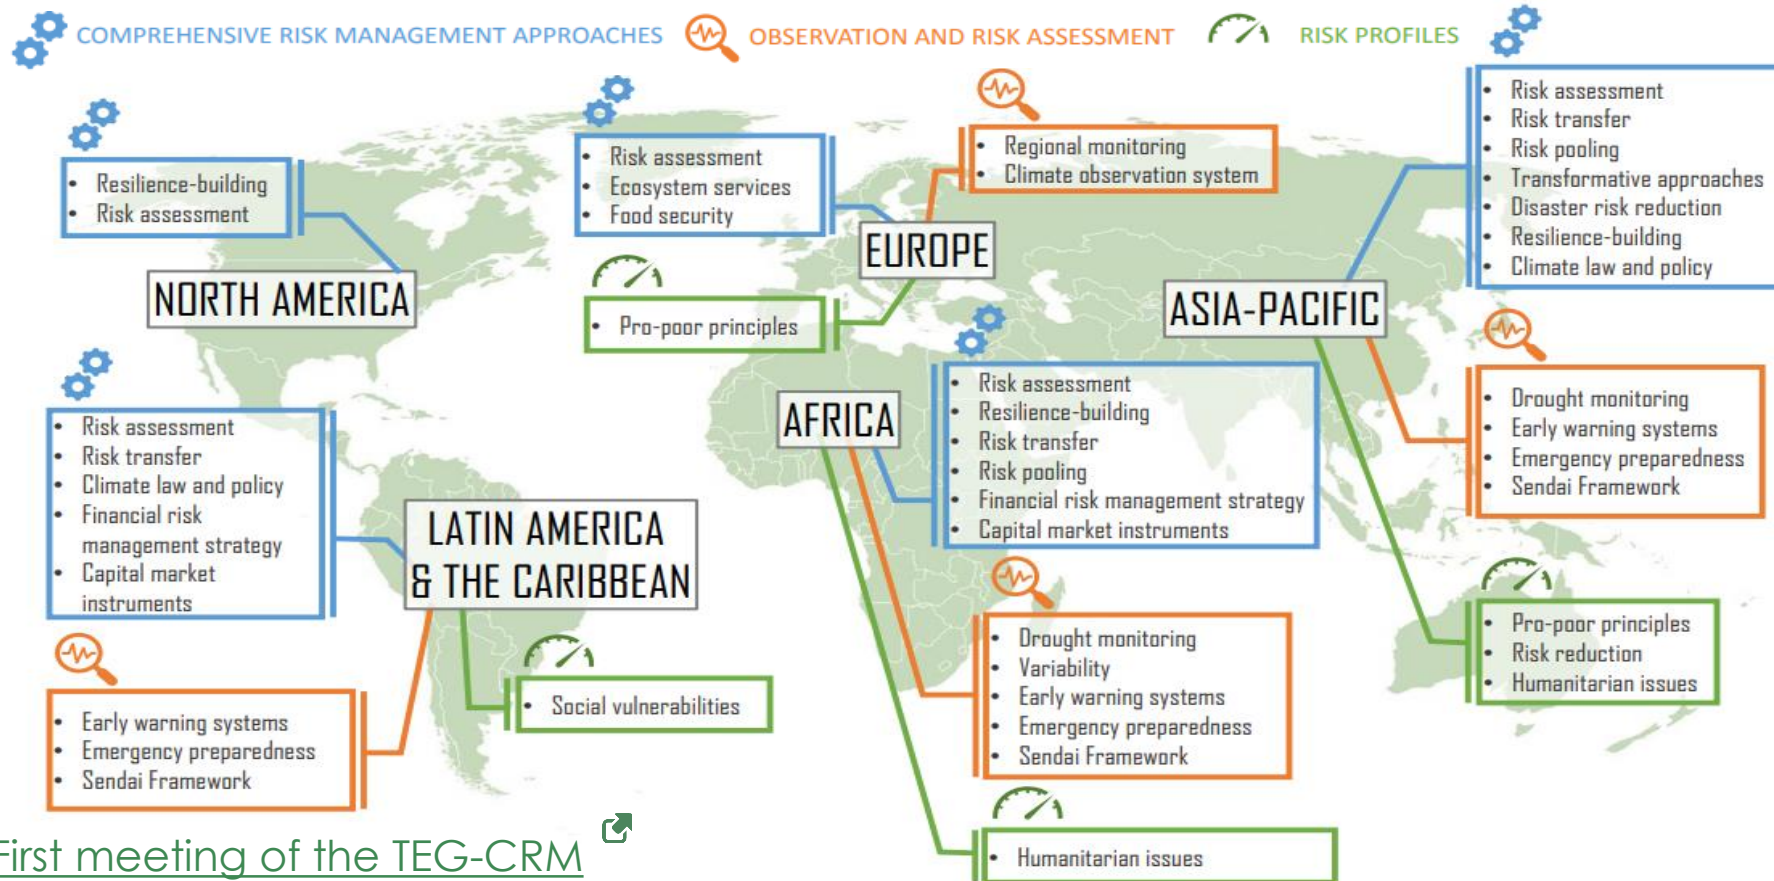 COMPREHENSIVE RISK MANAGEMENT APPROACHES
OBSERVATION AND RISK ASSESSMENT
RISK PROFILES
NORTH AMERICA
• Resilience-building
• Risk assessment
EUROPE
• Risk assessment
• Ecosystem services
• Food security
• Regional monitoring
• Climate observation system
• Pro-poor principles
ASIA-PACIFIC
• Risk assessment
• Risk transfer
• Risk pooling
• Transformative approaches
• Disaster risk reduction
• Resilience-building
• Climate law and policy
• Drought monitoring
• Early warning systems
• Emergency preparedness
• Sendai Framework
• Pro-poor principles
• Risk reduction
• Humanitarian issues
LATIN AMERICA
& THE CARIBBEAN
• Risk assessment
• Risk transfer
• Climate law and policy
• Financial risk
management strategy
• Capital market
instruments
• Early warning systems
• Emergency preparedness
• Sendai Framework
• Social vulnerabilities
AFRICA
• Risk assessment
• Resilience-building
• Risk transfer
• Risk pooling
• Financial risk management strategy
• Capital market instruments
• Drought monitoring
• Variability
• Early warning systems
• Emergency preparedness
• Sendai Framework
• Humanitarian issues
First meeting of the TEG-CRM